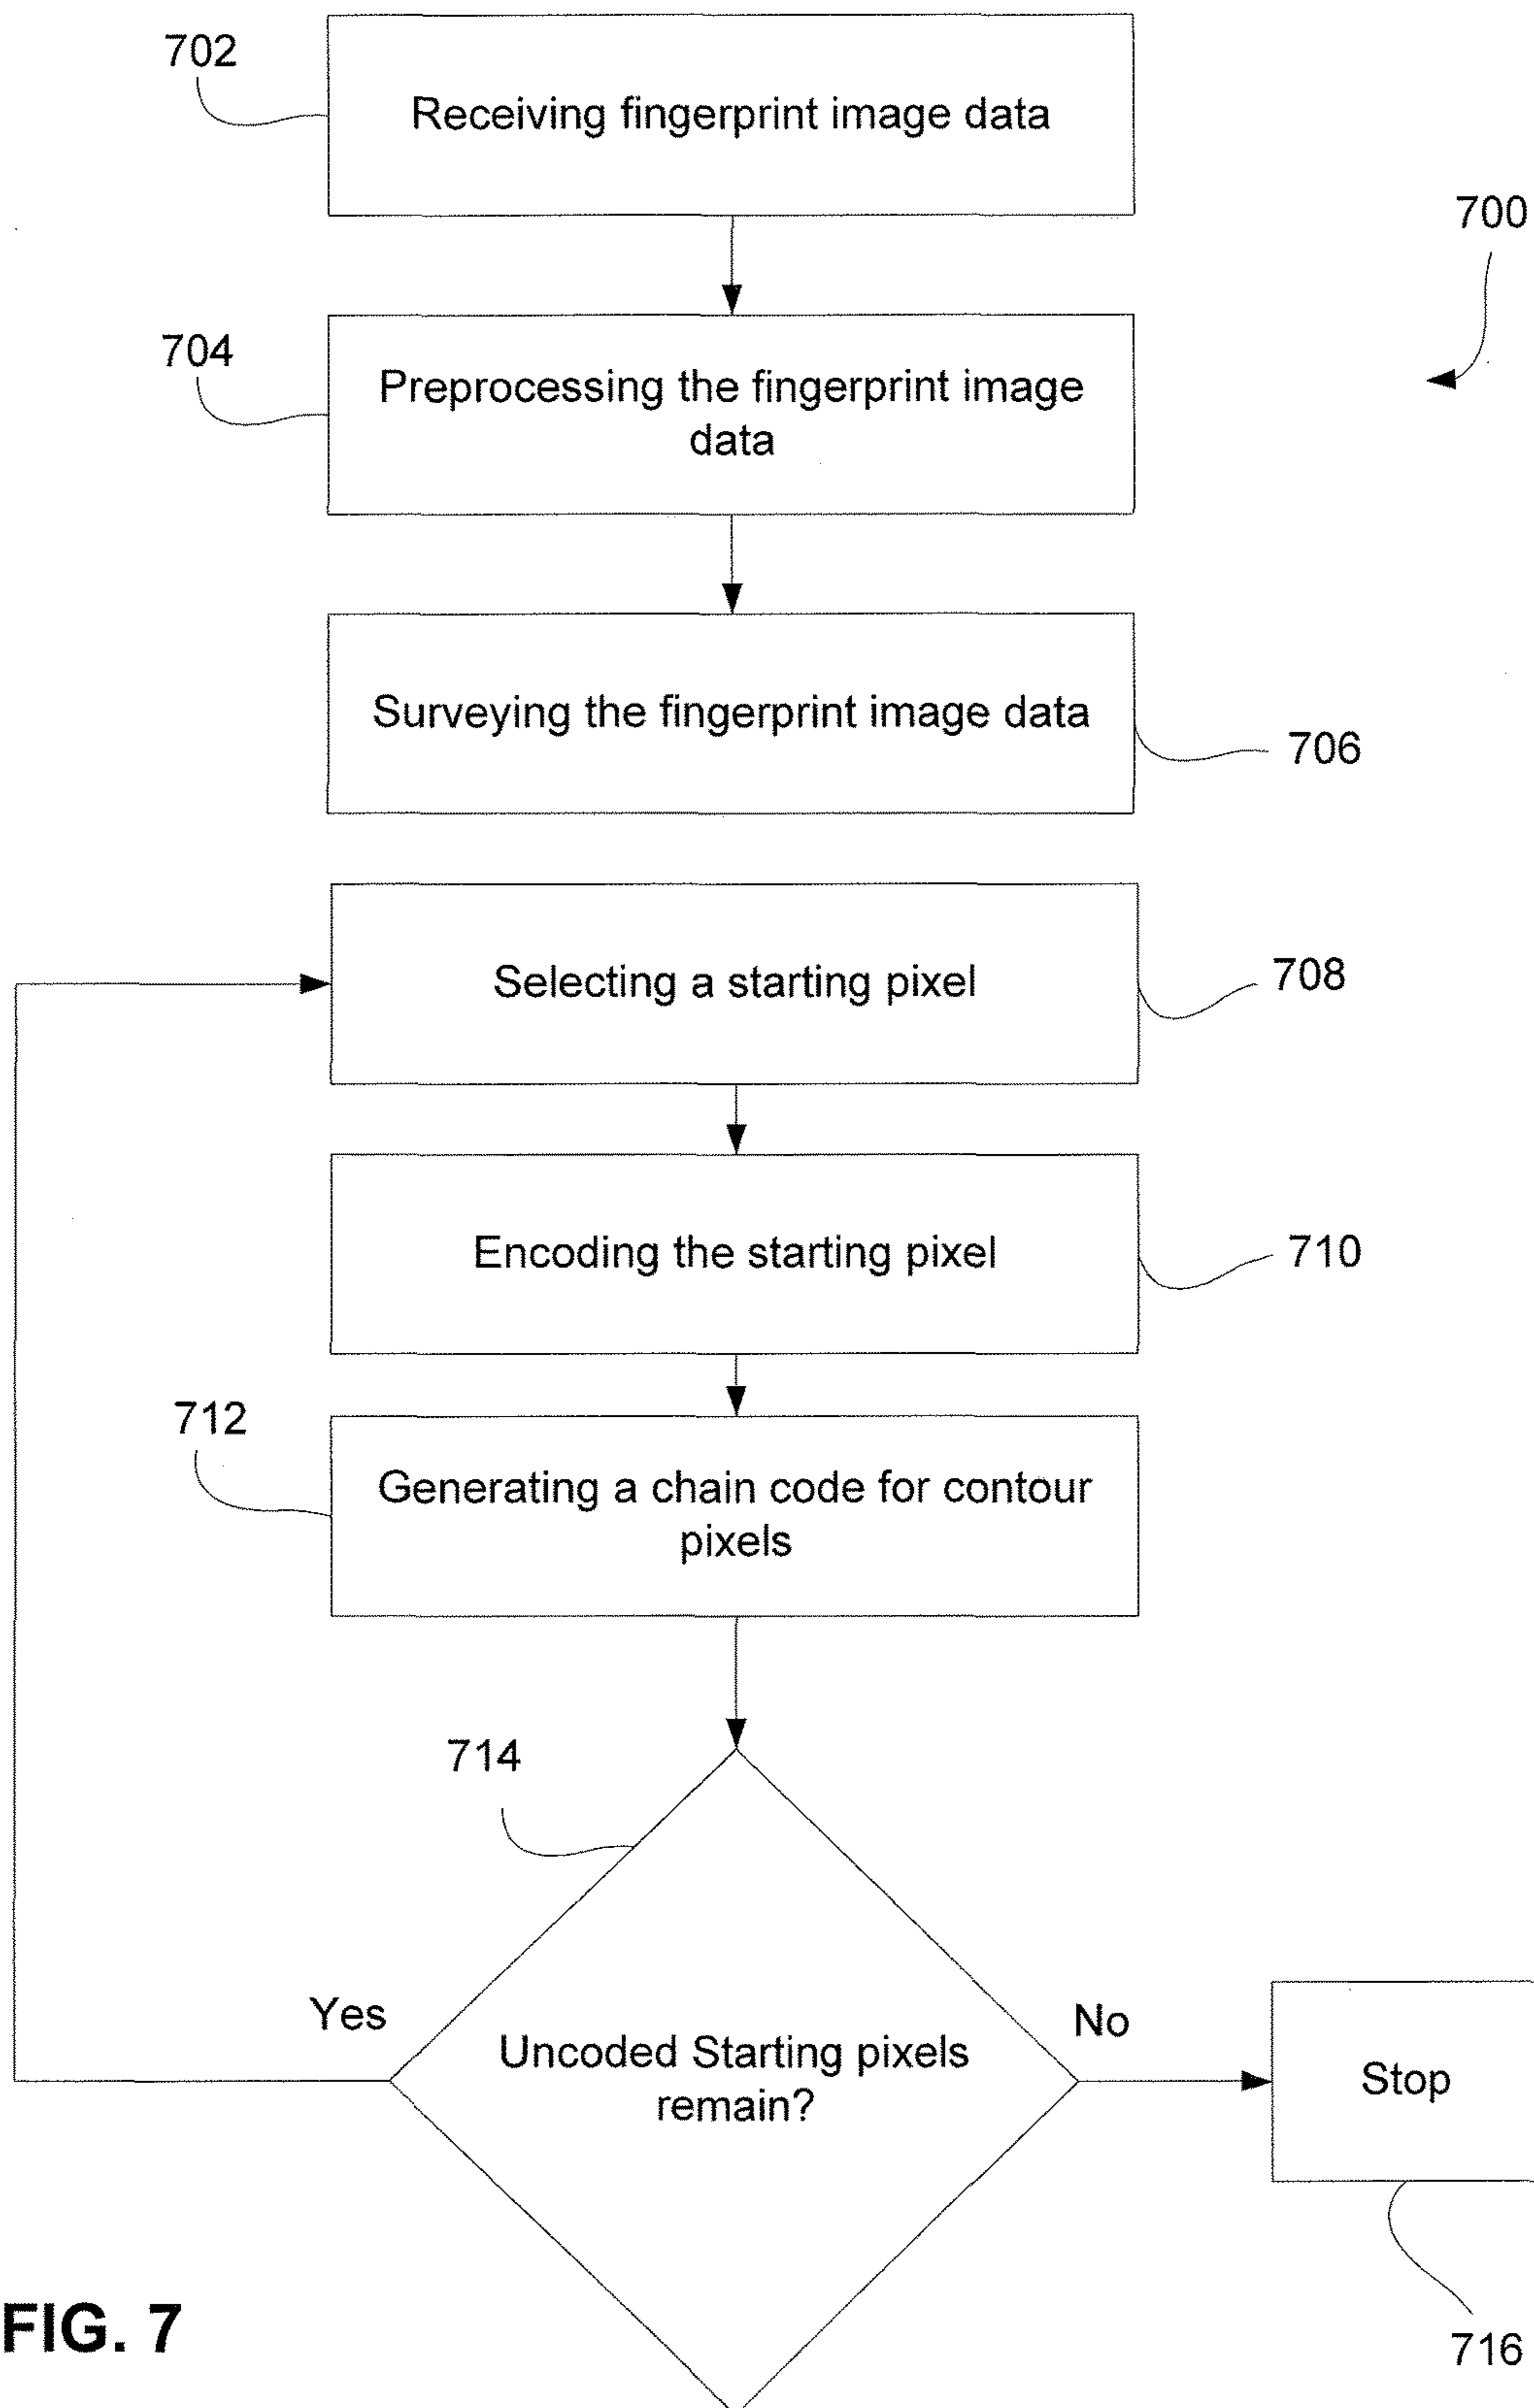 702
Receiving fingerprint image data
700
704
Preprocessing the fingerprint image
data
Surveying the fingerprint image data
706
Selecting a starting pixel
708
Encoding the starting pixel
710
712
Generating a chain code for contour
pixels
714
Yes
No
Uncoded Starting pixels
remain?
Stop
FIG. 7
716